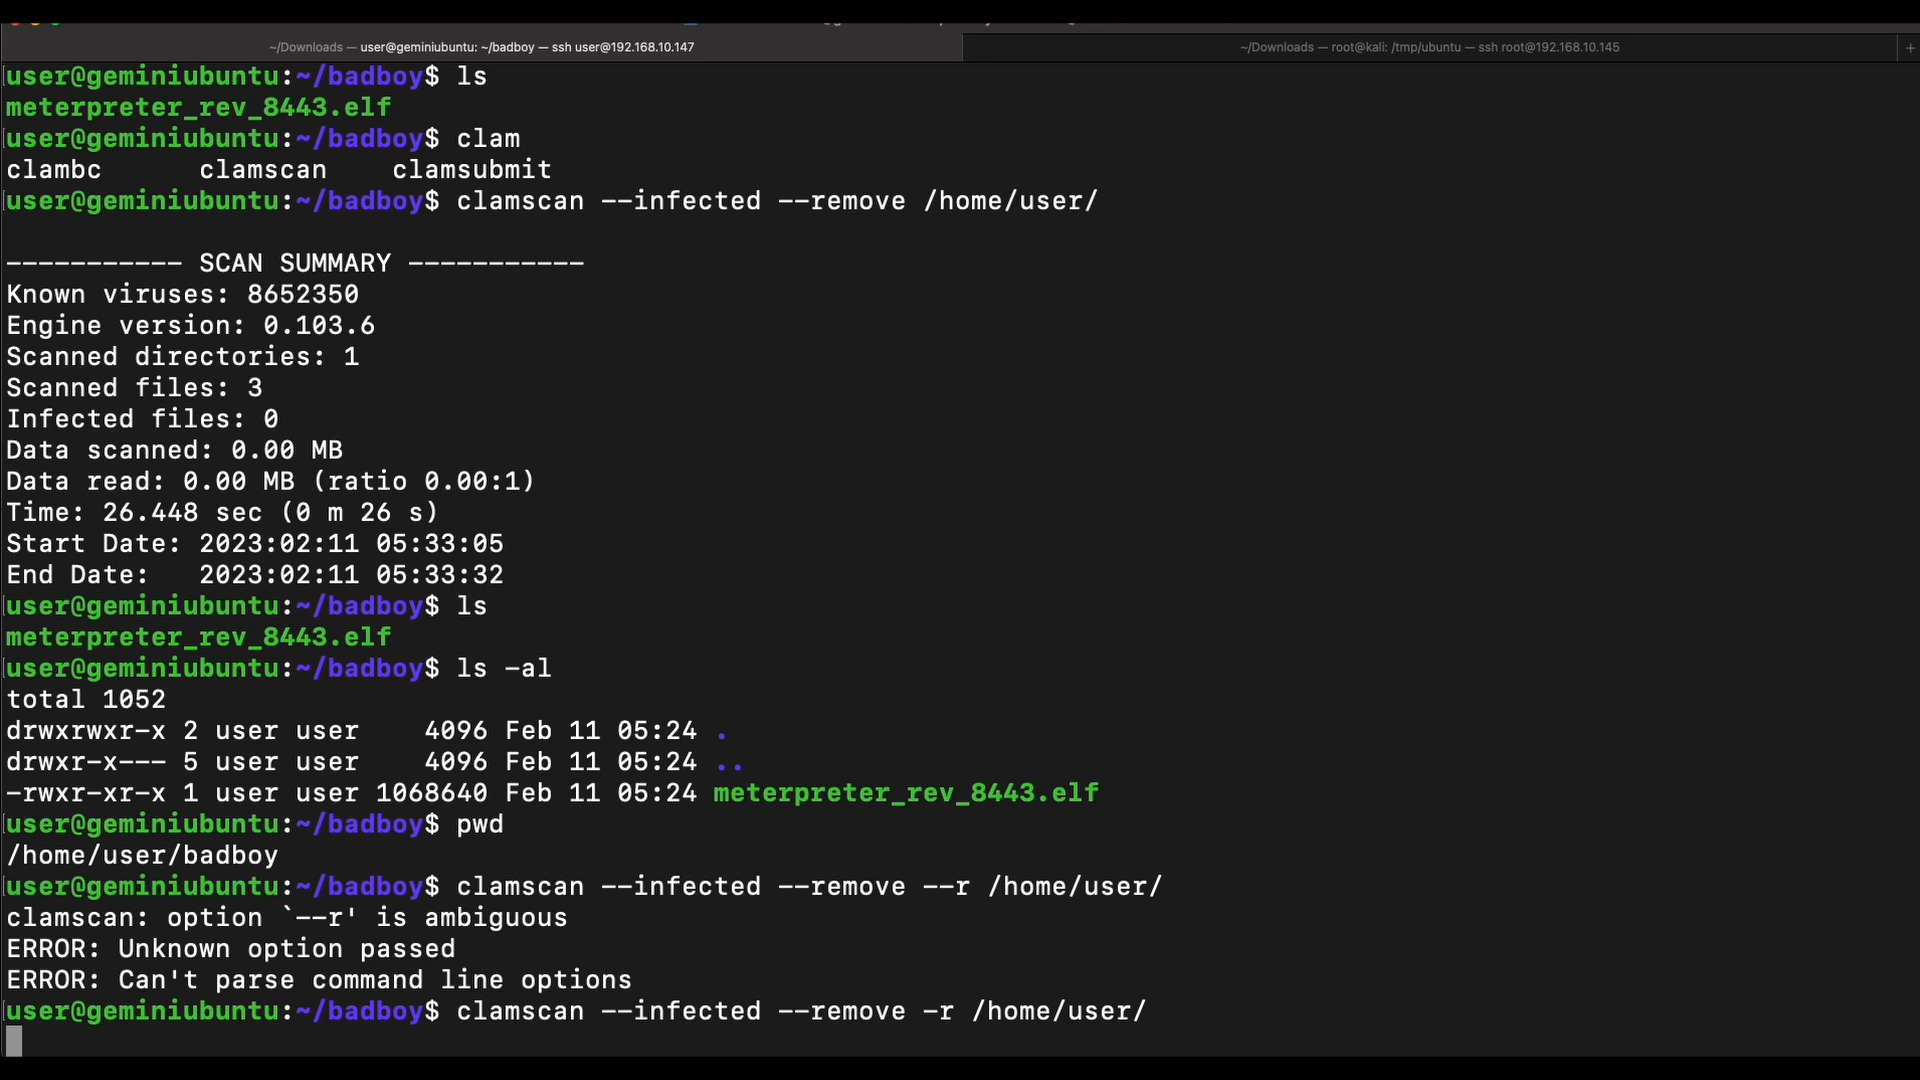 ~/Downloads — user@geminiubuntu: ~/badboy — ssh user@192.168.10.147
~/Downloads — root@kali: /tmp/ubuntu — ssh root@192.168.10.145
+
user@geminiubuntu:~/badboy$ ls
meterpreter_rev_8443.elf
user@geminiubuntu:~/badboy$ clam
clambc      clamscan    clamsubmit
user@geminiubuntu:~/badboy$ clamscan --infected --remove /home/user/
----------- SCAN SUMMARY -----------
Known viruses: 8652350
Engine version: 0.103.6
Scanned directories: 1
Scanned files: 3
Infected files: 0
Data scanned: 0.00 MB
Data read: 0.00 MB (ratio 0.00:1)
Time: 26.448 sec (0 m 26 s)
Start Date: 2023:02:11 05:33:05
End Date:   2023:02:11 05:33:32
user@geminiubuntu:~/badboy$ ls
meterpreter_rev_8443.elf
user@geminiubuntu:~/badboy$ ls -al
total 1052
drwxrwxr-x 2 user user    4096 Feb 11 05:24 .
drwxr-x--- 5 user user    4096 Feb 11 05:24 ..
-rwxr-xr-x 1 user user 1068640 Feb 11 05:24 meterpreter_rev_8443.elf
user@geminiubuntu:~/badboy$ pwd
/home/user/badboy
user@geminiubuntu:~/badboy$ clamscan --infected --remove --r /home/user/
clamscan: option `--r' is ambiguous
ERROR: Unknown option passed
ERROR: Can't parse command line options
user@geminiubuntu:~/badboy$ clamscan --infected --remove -r /home/user/